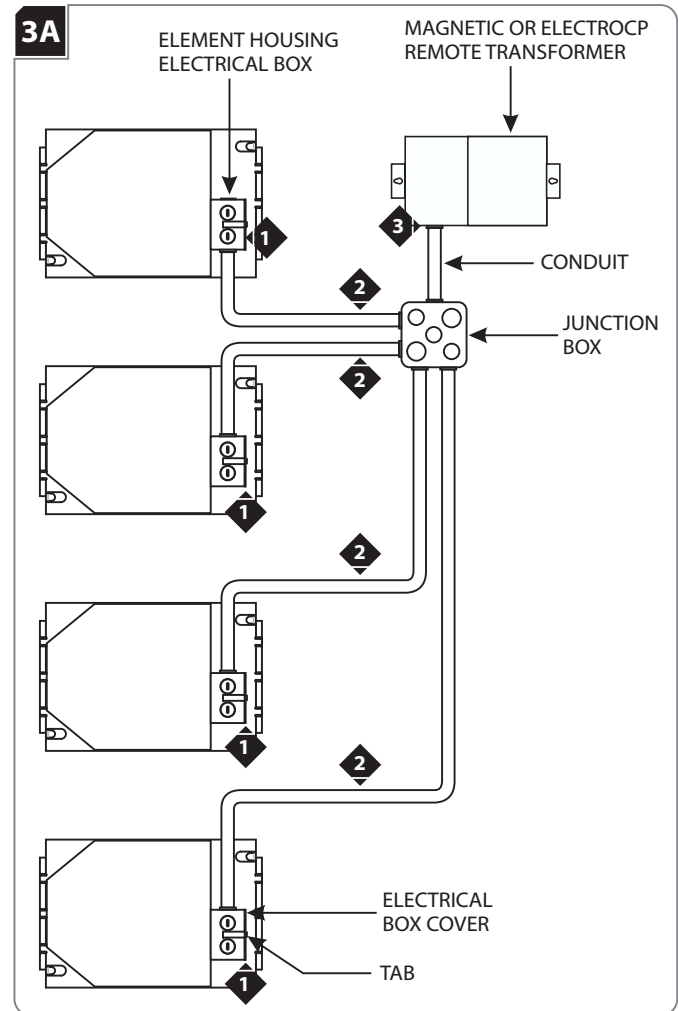 3A
ELEMENT HOUSING
ELECTRICAL BOX
MAGNETIC OR ELECTROCP
REMOTE TRANSFORMER
1
3
CONDUIT
2
JUNCTION
BOX
2
1
2
1
2
ELECTRICAL
BOX COVER
TAB
1